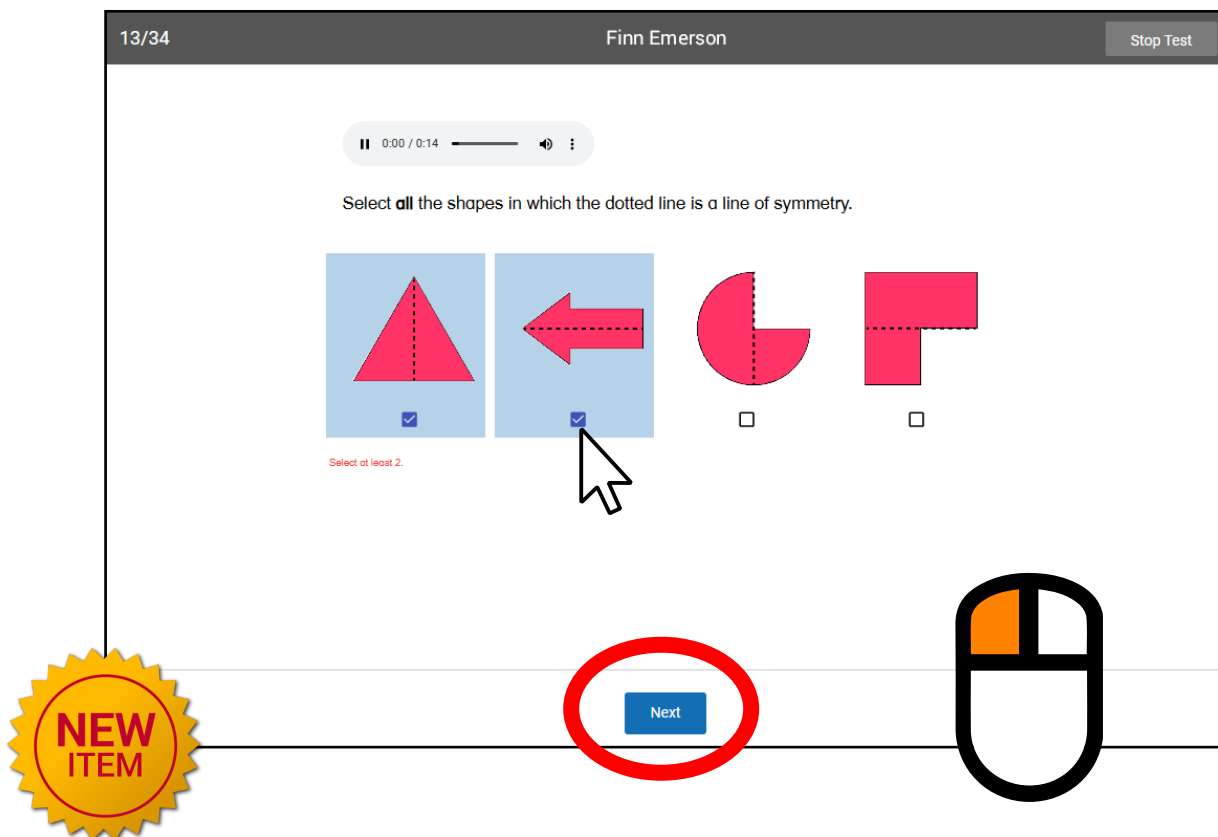 13/34 Finn Emerson Stop Test
0:00 / 0:14
Select all the shapes in which the dotted line is a line of symmetry.
Select at least 2.
Next
NEW
ITEM